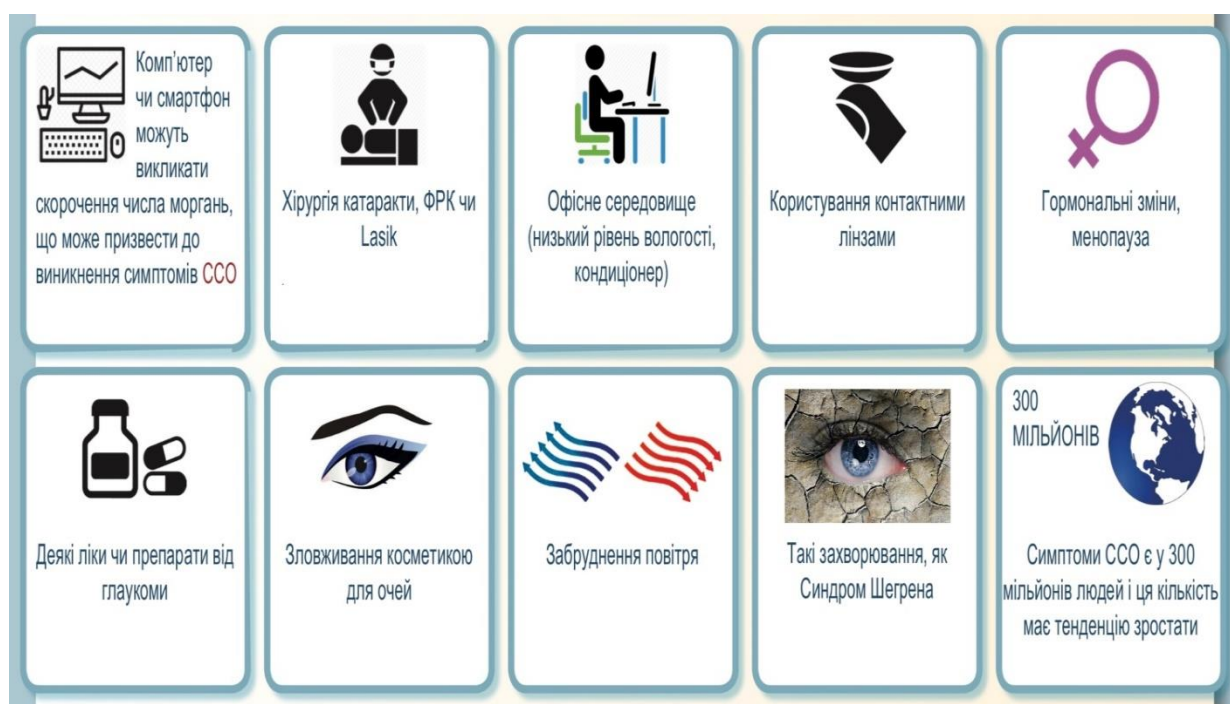 Комп'ютер
чи смартфон
можуть
викликати
скорочення числа моргань,
що може призвести до
виникнення симптомів ССО
Хірургія катаракти, ФРК чи
Lasik
Офісне середовище
(низький рівень вологості,
кондиціонер)
Користування контактними
лінзами
Гормональні зміни,
менопауза
Деякі ліки чи препарати від
глаукоми
Зловживання косметикою
для очей
Забруднення повітря
Такі захворювання, як
Синдром Шегрена
300
МІЛЬЙОНІВ
Симптоми ССО є у 300
мільйонів людей і ця кількість
має тенденцію зростати